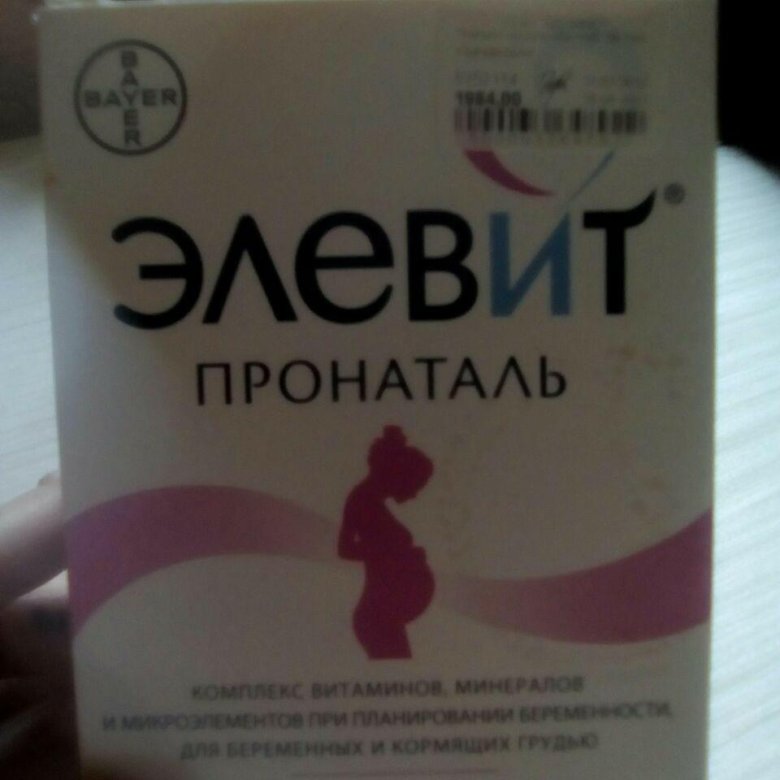 BAYER
BAYER
1984,00
ЭЛЕВИТ®
ПРОНАТАЛЬ
КОМПЛЕКС ВИТАМИНОВ, МИНЕРАЛОВ
И МИКРОЭЛЕМЕНТОВ ПРИ ПЛАНИРОВАНИИ БЕРЕМЕННОСТИ,
ДЛЯ БЕРЕМЕННЫХ И КОРМЯЩИХ ГРУДЬЮ